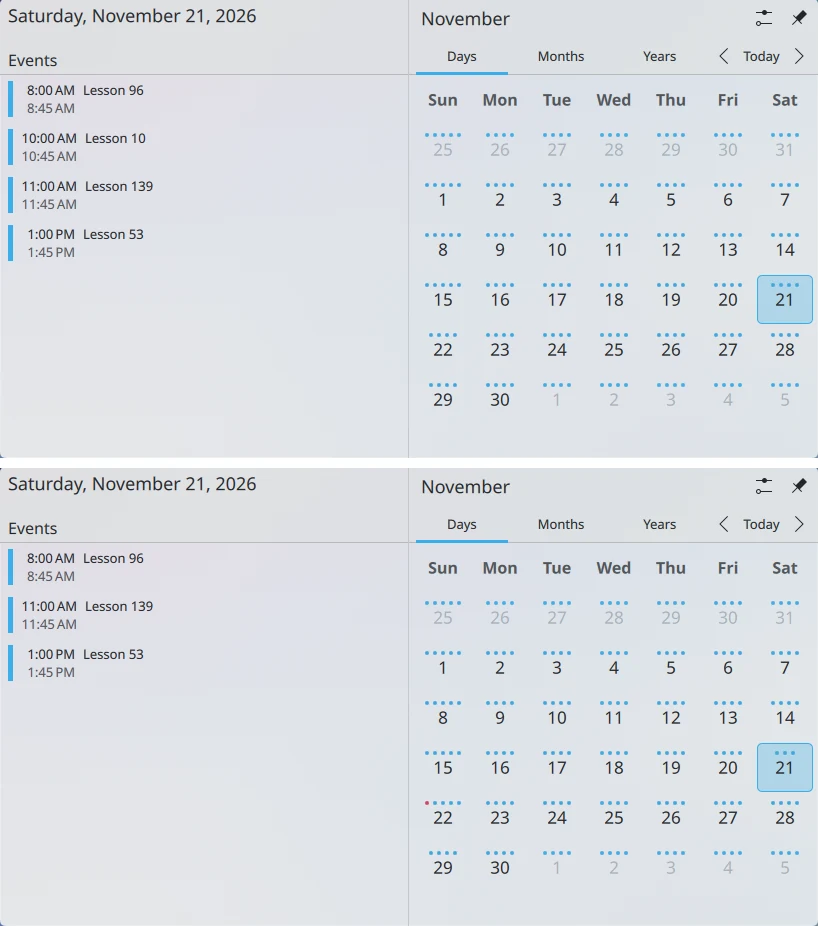 Saturday, November 21, 2026
Events
8:00 AM Lesson 96
8:45 AM
10:00 AM Lesson 10
10:45 AM
11:00 AM Lesson 139
11:45 AM
1:00 PM Lesson 53
1:45 PM
November
Days Months Years Today
Sun Mon Tue Wed Thu Fri Sat
25 26 27 28 29 30 31
1 2 3 4 5 6 7
8 9 10 11 12 13 14
15 16 17 18 19 20 21
22 23 24 25 26 27 28
29 30 1 2 3 4 5
Saturday, November 21, 2026
Events
8:00 AM Lesson 96
8:45 AM
11:00 AM Lesson 139
11:45 AM
1:00 PM Lesson 53
1:45 PM
November
Days Months Years Today
Sun Mon Tue Wed Thu Fri Sat
25 26 27 28 29 30 31
1 2 3 4 5 6 7
8 9 10 11 12 13 14
15 16 17 18 19 20 21
22 23 24 25 26 27 28
29 30 1 2 3 4 5